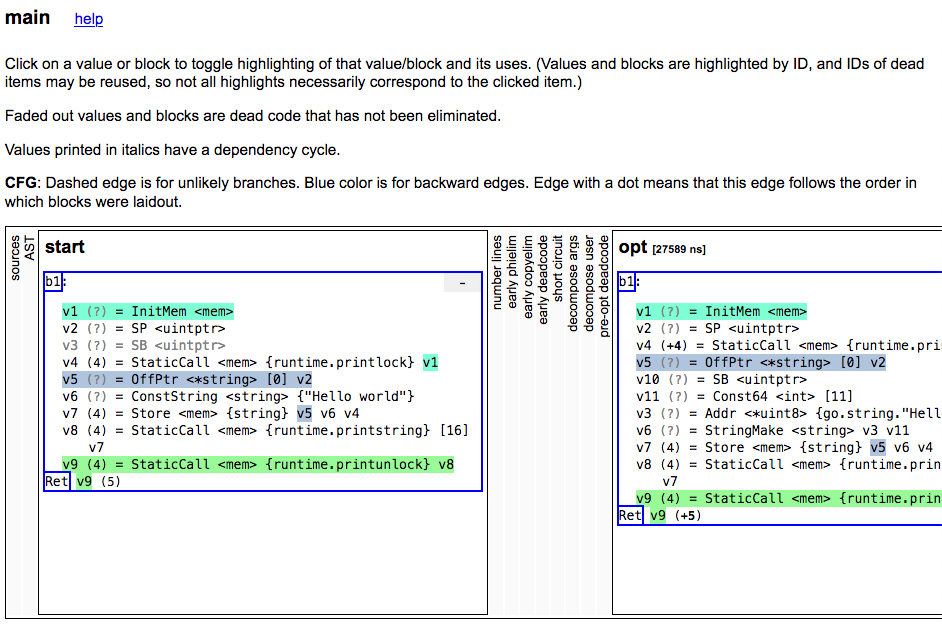 main help
Click on a value or block to toggle highlighting of that value/block and its uses. (Values and blocks are highlighted by ID, and IDs of dead
items may be reused, so not all highlights necessarily correspond to the clicked item.)
Faded out values and blocks are dead code that has not been eliminated.
Values printed in italics have a dependency cycle.
CFG: Dashed edge is for unlikely branches. Blue color is for backward edges. Edge with a dot means that this edge follows the order in
which blocks were laidout.
sources
AST
start
b1:
-
v1 (?) = InitMem <mem>
v2 (?) = SP <uintptr>
v3 (?) = SB <uintptr>
v4 (4) = StaticCall <mem> {runtime.printlock} v1
v5 (?) = OffPtr <*string> [0] v2
v6 (?) = ConstString <string> {"Hello world"}
v7 (4) = Store <mem> {string} v5 v6 v4
v8 (4) = StaticCall <mem> {runtime.printstring} [16]
v7
v9 (4) = StaticCall <mem> {runtime.printunlock} v8
Ret v9 (5)
number lines
early phielim
early copyelim
early deadcode
short circuit
decompose args
decompose user
pre-opt deadcode
opt [27589 ns]
b1:
v1 (?) = InitMem <mem>
v2 (?) = SP <uintptr>
v4 (+4) = StaticCall <mem> {runtime.pri
v5 (?) = OffPtr <*string> [0] v2
v10 (?) = SB <uintptr>
v11 (?) = Const64 <int> [11]
v3 (?) = Addr <*uint8> {go.string."Hell
v6 (?) = StringMake <string> v3 v11
v7 (4) = Store <mem> {string} v5 v6 v4
v8 (4) = StaticCall <mem> {runtime.prin
v7
v9 (4) = StaticCall <mem> {runtime.prin
Ret v9 (+5)